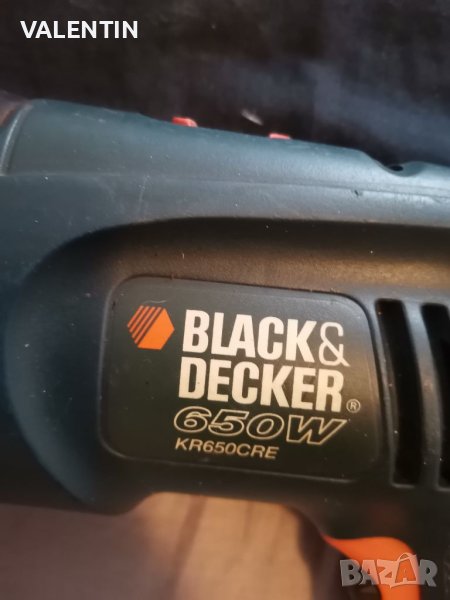 VALENTIN
BLACK&
DECKER®
650W
KR650CRE
BAZAR